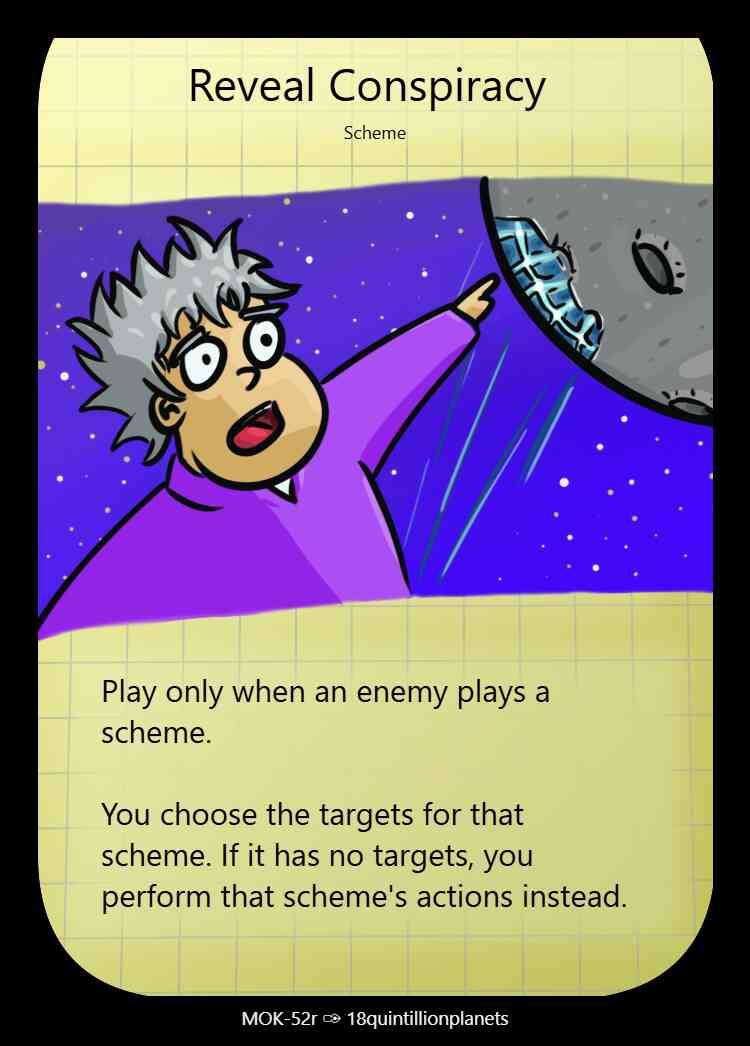 Reveal Conspiracy
Scheme
Play only when an enemy plays a
scheme.
You choose the targets for that
scheme. If it has no targets, you
perform that scheme's actions instead.
MOK-52r ➩ 18quintillionplanets